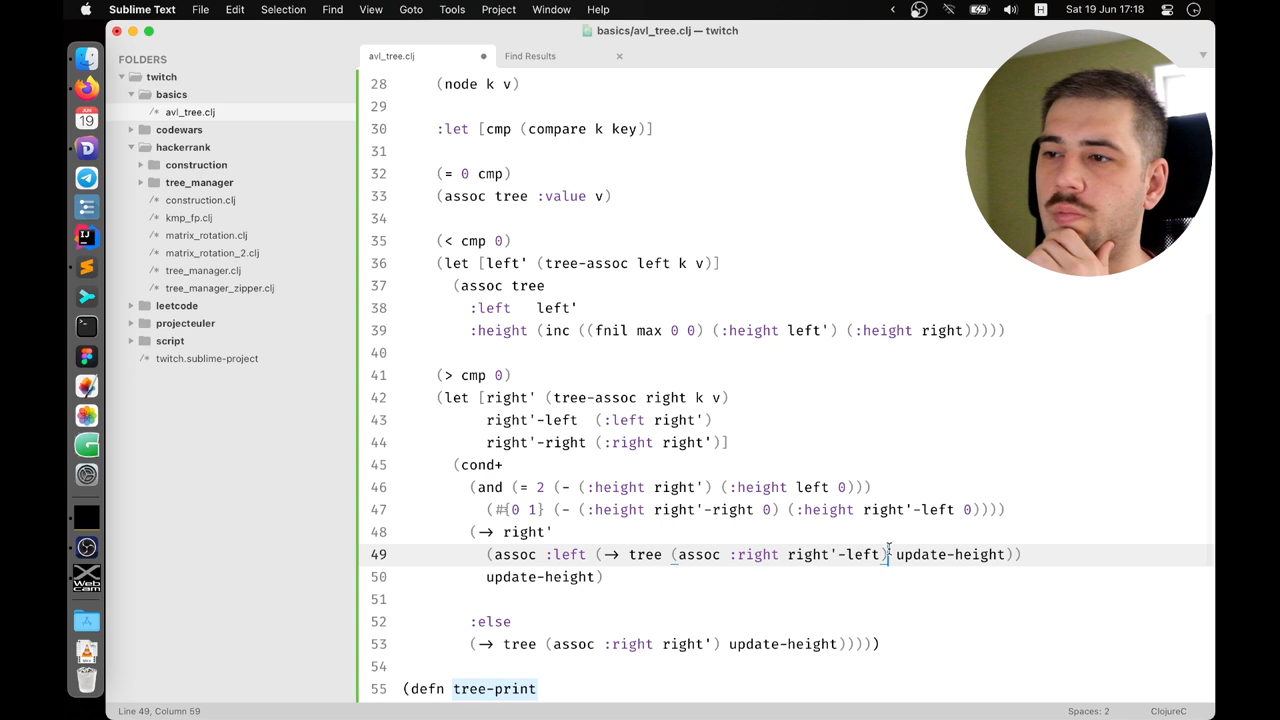 Sublime Text File Edit Selection Find View Goto Tools Project Window Help H Sat 19 Jun 17:18
basics/avl_tree.clj — twitch
FOLDERS
twitch
basics
/* avl_tree.clj
codewars
hackerrank
construction
tree_manager
/* construction.clj
/* kmp_fp.clj
/* matrix_rotation.clj
/* matrix_rotation_2.clj
/* tree_manager.clj
/* tree_manager_zipper.clj
leetcode
projecteuler
script
/* twitch.sublime-project
JUN
19
IJ
Web
cam
avl_tree.clj Find Results
28 (node k v)
29
30 :let [cmp (compare k key)]
31
32 (= 0 cmp)
33 (assoc tree :value v)
34
35 (< cmp 0)
36 (let [left' (tree-assoc left k v)]
37 (assoc tree
38 :left left'
39 :height (inc ((fnil max 0 0) (:height left') (:height right)))))
40
41 (> cmp 0)
42 (let [right' (tree-assoc right k v)
43 right'-left (:left right')
44 right'-right (:right right')]
45 (cond+
46 (and (= 2 (- (:height right') (:height left 0)))
47 (#{0 1} (- (:height right'-right 0) (:height right'-left 0))))
48 (-> right'
49 (assoc :left (-> tree (assoc :right right'-left) update-height))
50 update-height)
51
52 :else
53 (-> tree (assoc :right right') update-height)))))
54
55 (defn tree-print
Line 49, Column 59 Spaces: 2 ClojureC